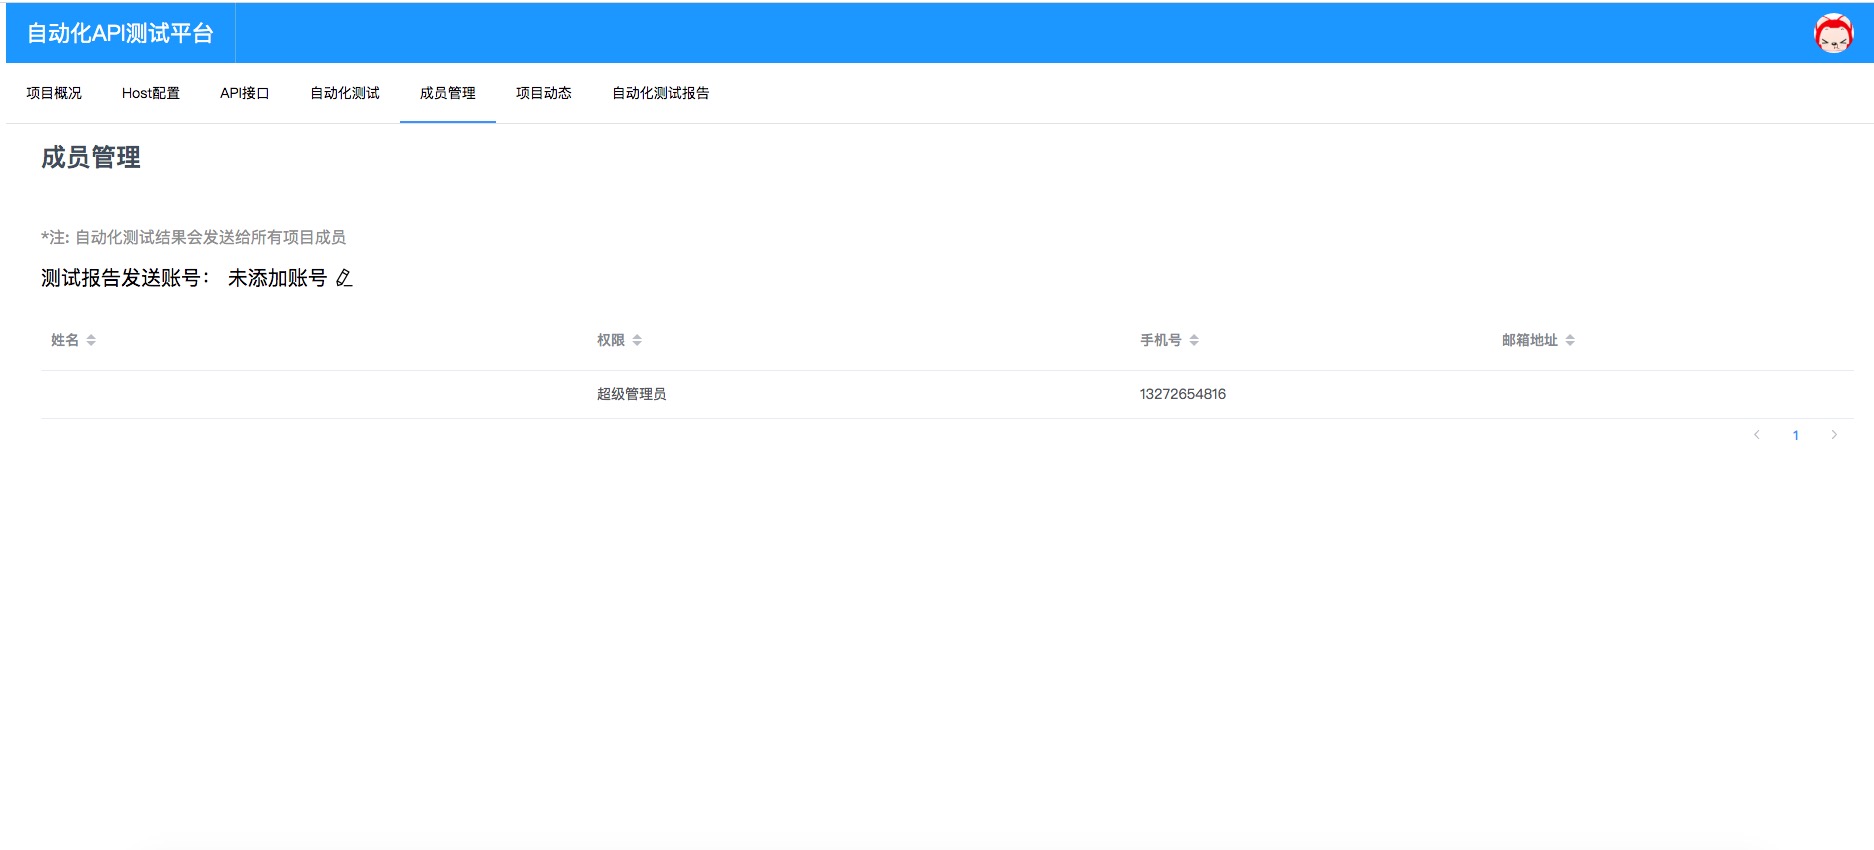 自动化API测试平台
项目概况 Host配置 API接口 自动化测试 成员管理 项目动态 自动化测试报告
成员管理
*注: 自动化测试结果会发送给所有项目成员
测试报告发送账号： 未添加账号
姓名 权限 手机号 邮箱地址
超级管理员 13272654816
1